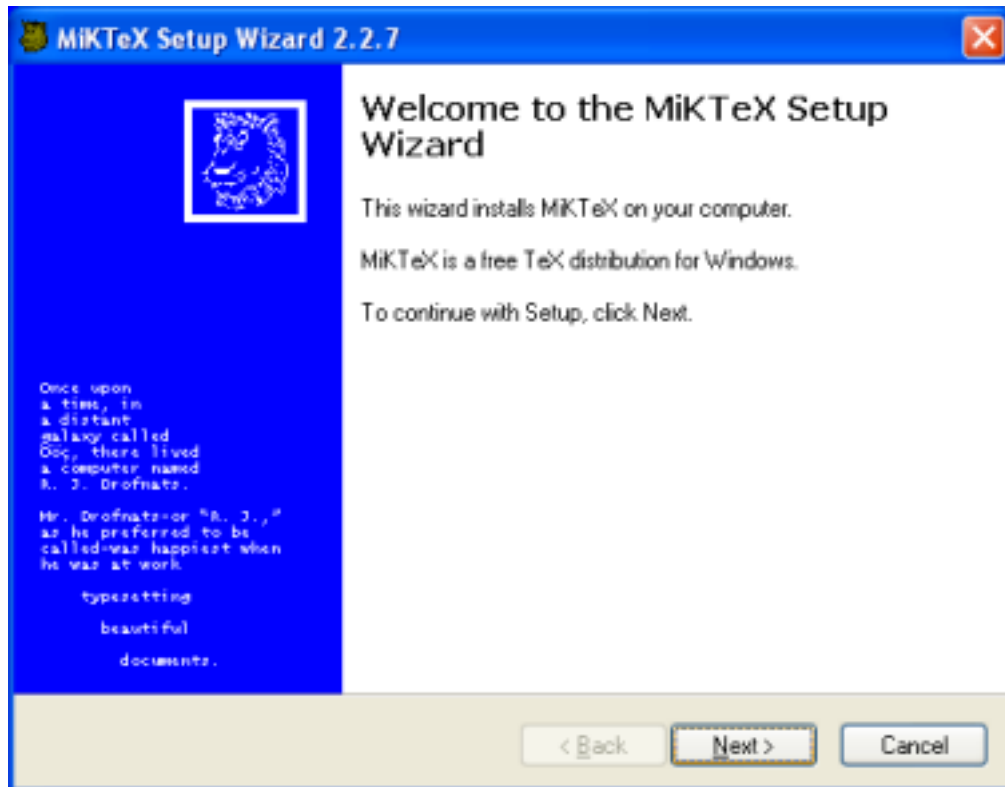 MiKTeX Setup Wizard 2.2.7
Welcome to the MiKTeX Setup
Wizard
This wizard installs MiKTeX on your computer.
MiKTeX is a free TeX distribution for Windows.
To continue with Setup, click Next.
Once upon
a time, in
a distant
galaxy called
Ööç, there lived
a computer named
R. J. Drofnats.
Mr. Drofnats-or "R. J.,"
as he preferred to be
called-was happiest when
he was at work
typesetting
beautiful
documents.
< Back
Next >
Cancel